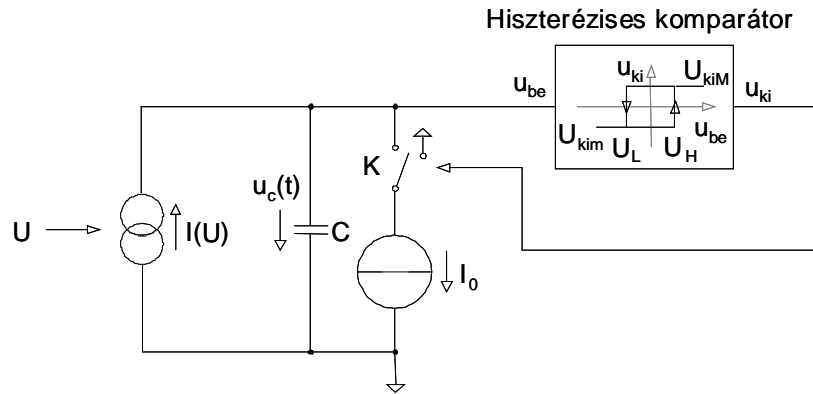 Hiszterézises komparátor
u_be
u_ki
U_kiM
u_ki
U_kim
u_be
U_L
U_H
K
u_c(t)
U
I(U)
C
I_0